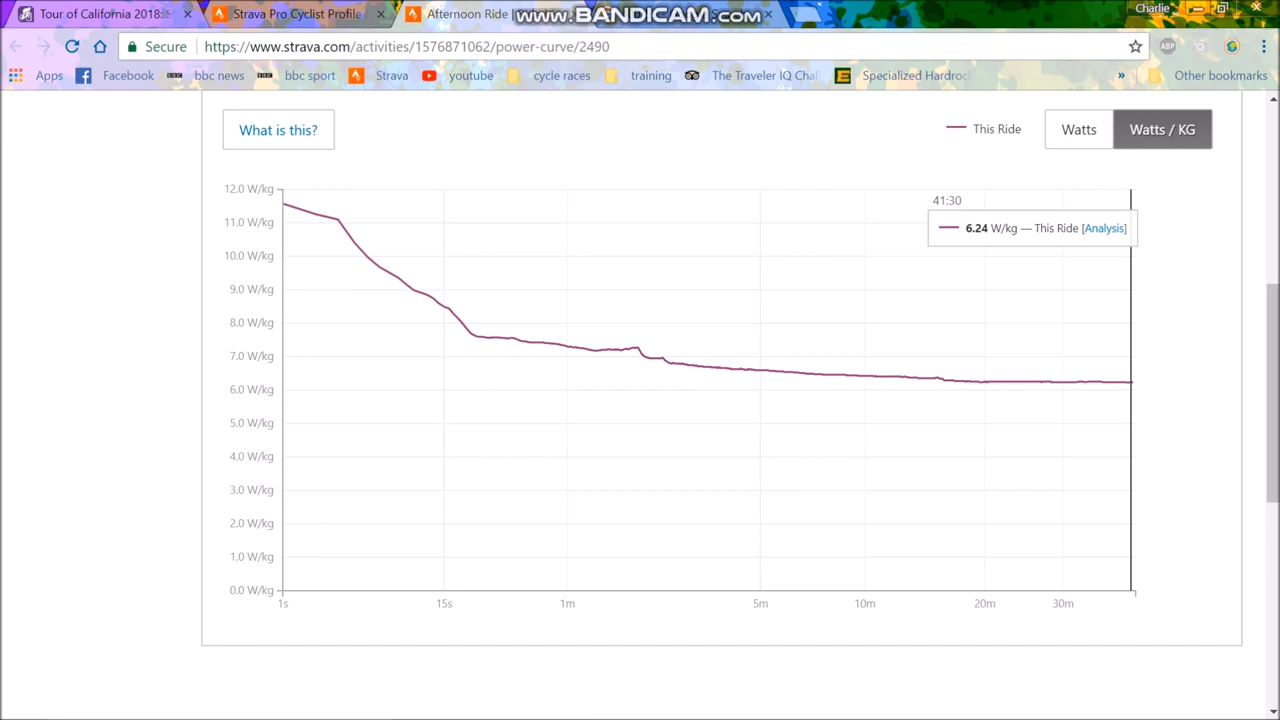 Tour of California 2018:
Strava Pro Cyclist Profile
Afternoon Ride |
www.BANDICAM.com
Charlie
Secure
https://www.strava.com/activities/1576871062/power-curve/2490
ABP
Apps
Facebook
BBC
bbc news
BBC
bbc sport
Strava
youtube
cycle races
training
The Traveler IQ Chal
Specialized Hardroc
»
Other bookmarks
What is this?
This Ride
Watts
Watts / KG
41:30
6.24 W/kg — This Ride [Analysis]
12.0 W/kg
11.0 W/kg
10.0 W/kg
9.0 W/kg
8.0 W/kg
7.0 W/kg
6.0 W/kg
5.0 W/kg
4.0 W/kg
3.0 W/kg
2.0 W/kg
1.0 W/kg
0.0 W/kg
1s 15s 1m 5m 10m 20m 30m